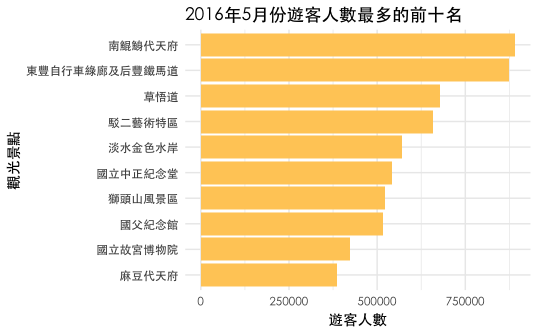 2016年5月份遊客人數最多的前十名
觀光景點
南鯤鯓代天府
東豐自行車綠廊及后豐鐵馬道
草悟道
駁二藝術特區
淡水金色水岸
國立中正紀念堂
獅頭山風景區
國父紀念館
國立故宮博物院
麻豆代天府
0 250000 500000 750000
遊客人數